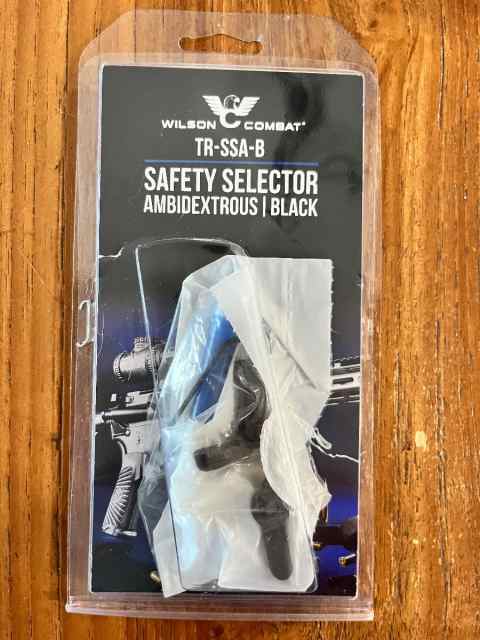 WILSON COMBAT®
TR-SSA-B
SAFETY SELECTOR
AMBIDEXTROUS | BLACK